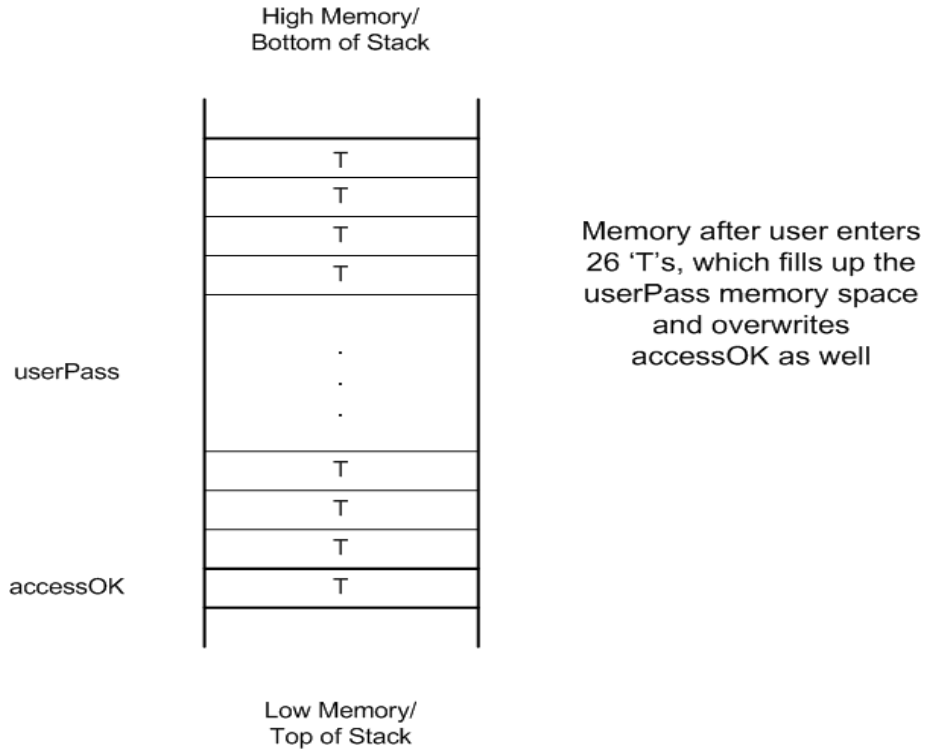 High Memory/
Bottom of Stack
T
T
T
T
Memory after user enters
26 ‘T’s, which fills up the
userPass memory space
and overwrites
accessOK as well
.
userPass
.
.
T
T
T
accessOK
T
Low Memory/
Top of Stack